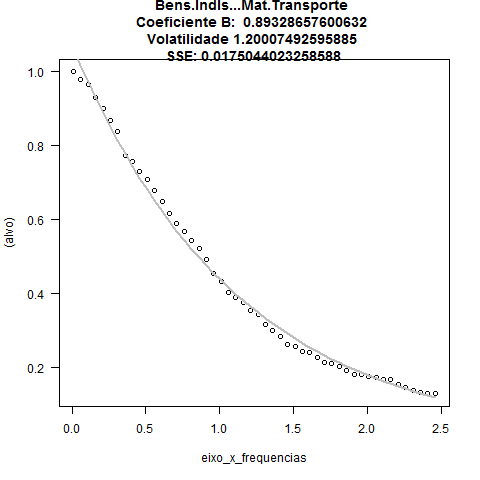 Bens.Indls...Mat.Transporte
Coeficiente B:  0.89328657600632
Volatilidade 1.20007492595885
SSE: 0.0175044023258588
1.0
0.8
0.6
0.4
0.2
(alvo)
0.0 0.5 1.0 1.5 2.0 2.5
eixo_x_frequencias